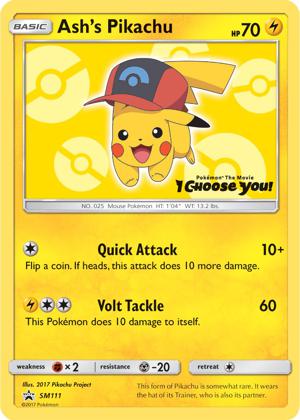 BASIC Ash's Pikachu HP70
Pokémon The Movie
I Choose You!
NO. 025 Mouse Pokémon HT: 1'04" WT: 13.2 lbs.
Quick Attack 10+
Flip a coin. If heads, this attack does 10 more damage.
Volt Tackle 60
This Pokémon does 10 damage to itself.
weakness ×2 resistance -20 retreat
Illus. 2017 Pikachu Project
SM111
©2017 Pokémon
This form of Pikachu is somewhat rare. It wears
the hat of its Trainer, who is also its partner.